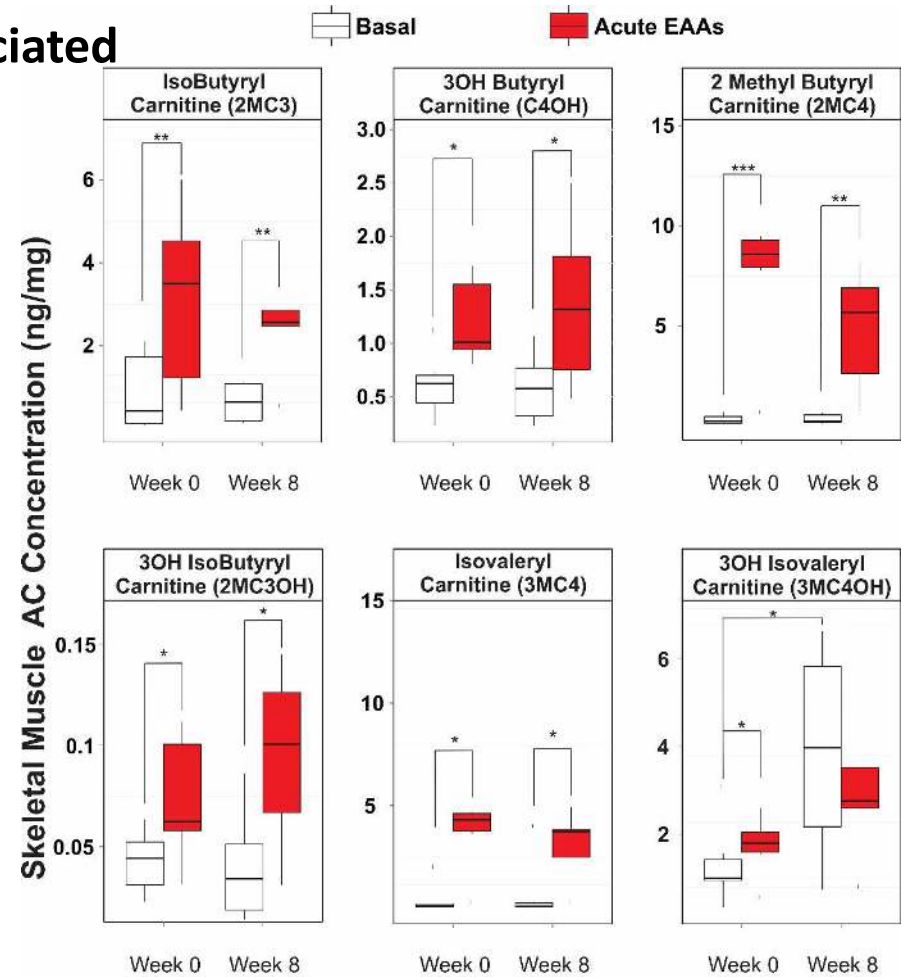 ciated
Basal
Acute EAAs
IsoButyryl
Carnitine (2MC3)
3OH Butyryl
Carnitine (C4OH)
2 Methyl Butyryl
Carnitine (2MC4)
Skeletal Muscle AC Concentration (ng/mg)
6
4
2
**
**
3.0
2.5
2.0
1.5
1.0
0.5
*
*
15
10
5
***
**
Week 0 Week 8
Week 0 Week 8
Week 0 Week 8
3OH IsoButyryl
Carnitine (2MC3OH)
Isovaleryl
Carnitine (3MC4)
3OH Isovaleryl
Carnitine (3MC4OH)
0.15
0.1
0.05
*
*
15
10
5
*
*
6
4
2
*
*
Week 0 Week 8
Week 0 Week 8
Week 0 Week 8